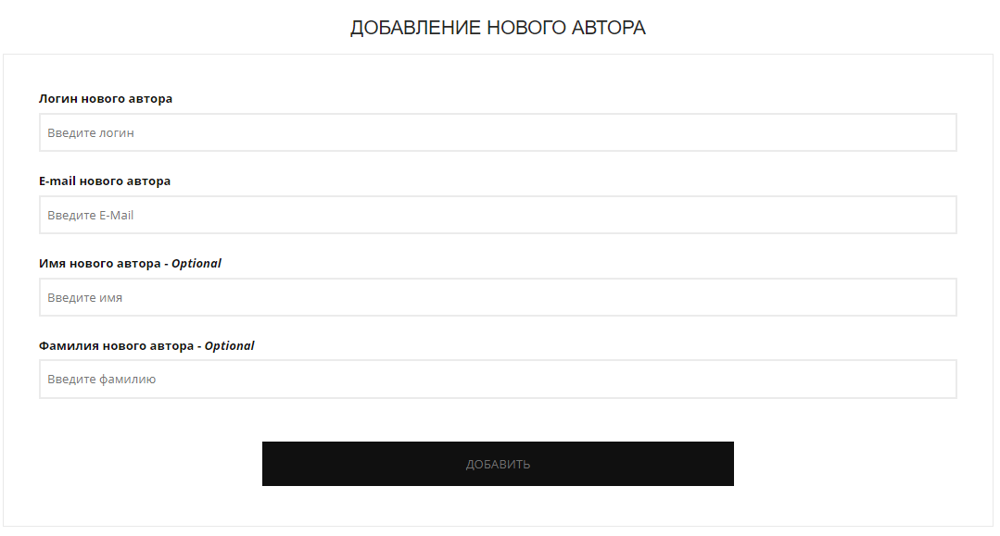 ДОБАВЛЕНИЕ НОВОГО АВТОРА
Логин нового автора
Введите логин
E-mail нового автора
Введите E-Mail
Имя нового автора - Optional
Введите имя
Фамилия нового автора - Optional
Введите фамилию
ДОБАВИТЬ